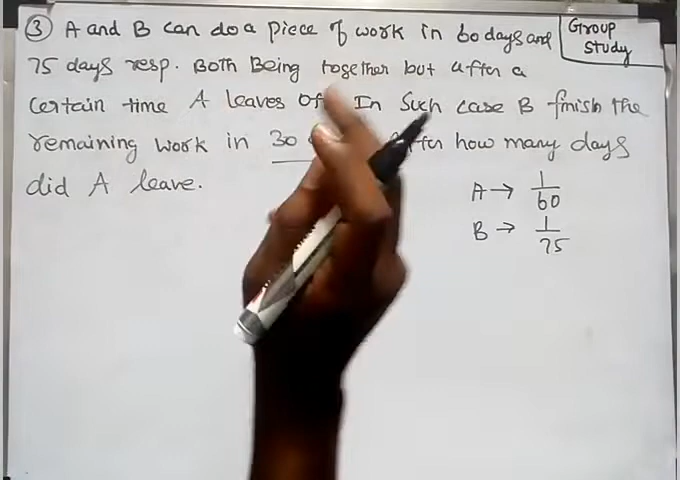 ③ A and B can do a piece of work in 60 days and
75 days resp. Both Being together but after a
certain time A leaves In Such case B finish the
remaining work in 30 how many days
did A leave.
Group
Study
A → 1/60
B → 1/75